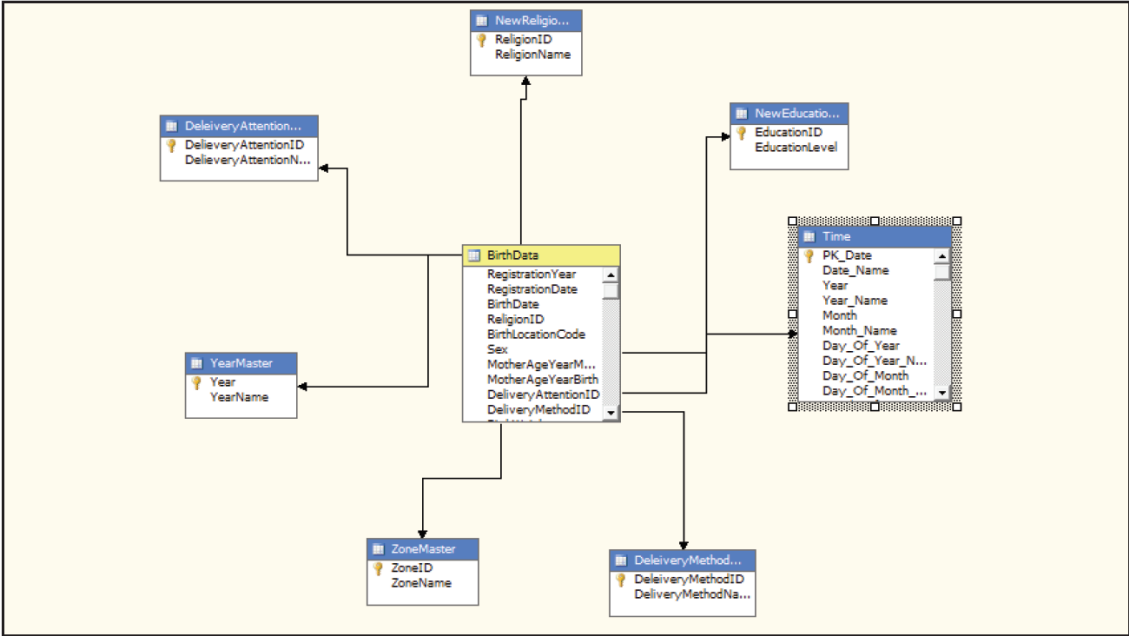 NewReligio...
ReligionID
ReligionName
DeleiveryAttention...
DelieveryAttentionID
DelieveryAttentionN...
NewEducatio...
EducationID
EducationLevel
Time
PK_Date
Date_Name
Year
Year_Name
Month
Month_Name
Day_Of_Year
Day_Of_Year_N...
Day_Of_Month
Day_Of_Month_...
BirthData
RegistrationYear
RegistrationDate
BirthDate
ReligionID
BirthLocationCode
Sex
MotherAgeYearM...
MotherAgeYearBirth
DeliveryAttentionID
DeliveryMethodID
YearMaster
Year
YearName
ZoneMaster
ZoneID
ZoneName
DeleiveryMethod...
DeleiveryMethodID
DeliveryMethodNa...